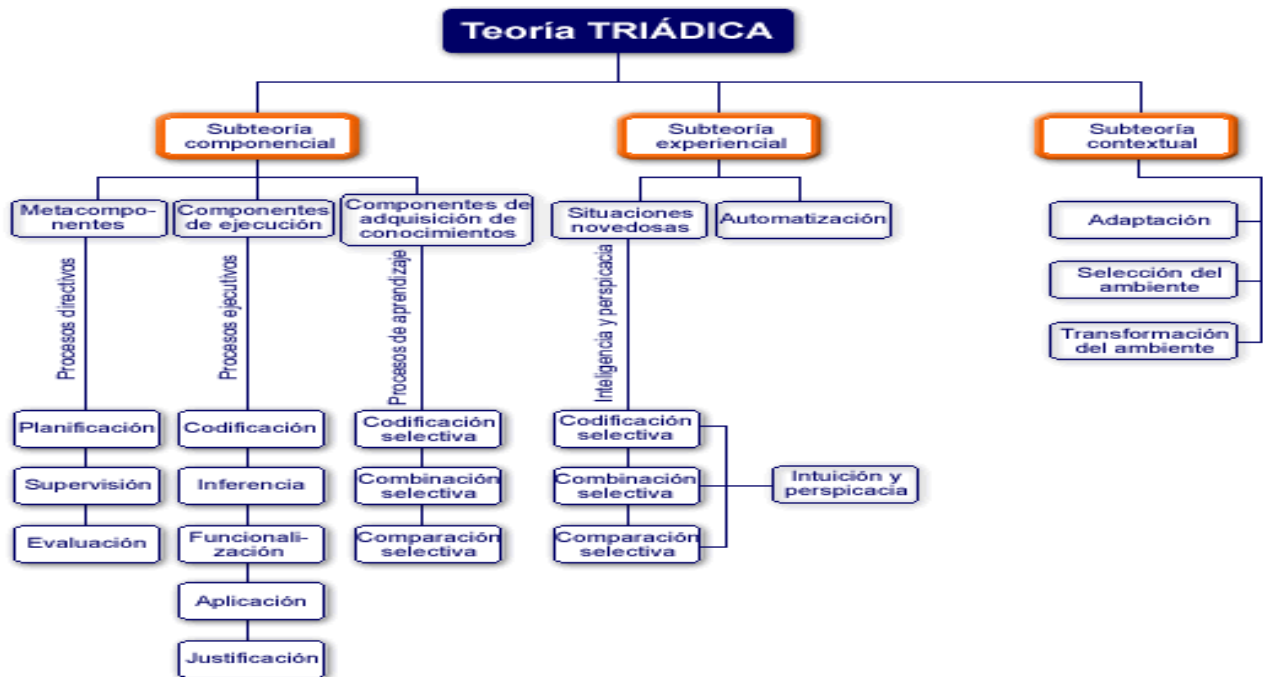 Teoría TRIÁDICA
Subteoría
componencial
Subteoría
experiencial
Subteoría
contextual
Metacompo-
nentes
Componentes
de ejecución
Componentes de
adquisición de
conocimientos
Situaciones
novedosas
Automatización
Adaptación
Selección del
ambiente
Transformación
del ambiente
Procesos directivos
Procesos ejecutivos
Procesos de aprendizaje
Inteligencia y perspicacia
Planificación
Supervisión
Evaluación
Codificación
Inferencia
Funcionali-
zación
Aplicación
Justificación
Codificación
selectiva
Combinación
selectiva
Comparación
selectiva
Codificación
selectiva
Combinación
selectiva
Comparación
selectiva
Intuición y
perspicacia